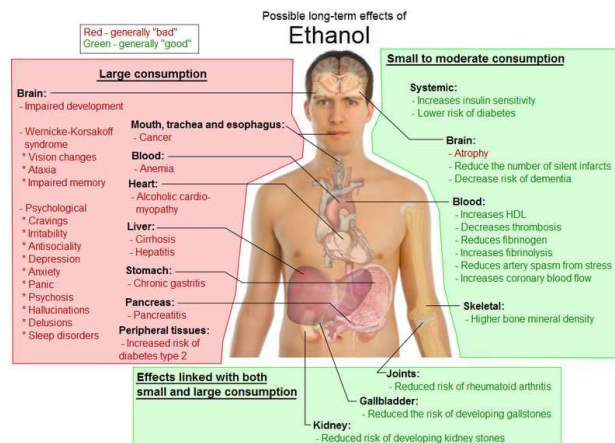 Possible long-term effects of
Ethanol
Red - generally "bad"
Green - generally "good"
Large consumption
Brain:
- Impaired development
- Wernicke-Korsakoff
syndrome
* Vision changes
* Ataxia
* Impaired memory
- Psychological
* Cravings
* Irritability
* Antisociality
* Depression
* Anxiety
* Panic
* Psychosis
* Hallucinations
* Delusions
* Sleep disorders
Mouth, trachea and esophagus:
- Cancer
Blood:
- Anemia
Heart:
- Alcoholic cardio-
myopathy
Liver:
- Cirrhosis
- Hepatitis
Stomach:
- Chronic gastritis
Pancreas:
- Pancreatitis
Peripheral tissues:
- Increased risk of
diabetes type 2
Small to moderate consumption
Systemic:
- Increases insulin sensitivity
- Lower risk of diabetes
Brain:
- Atrophy
- Reduce the number of silent infarcts
- Decrease risk of dementia
Blood:
- Increases HDL
- Decreases thrombosis
- Reduces fibrinogen
- Increases fibrinolysis
- Reduces artery spasm from stress
- Increases coronary blood flow
Skeletal:
- Higher bone mineral density
Effects linked with both
small and large consumption
Joints:
- Reduced risk of rheumatoid arthritis
Gallbladder:
- Reduced the risk of developing gallstones
Kidney:
- Reduced risk of developing kidney stones